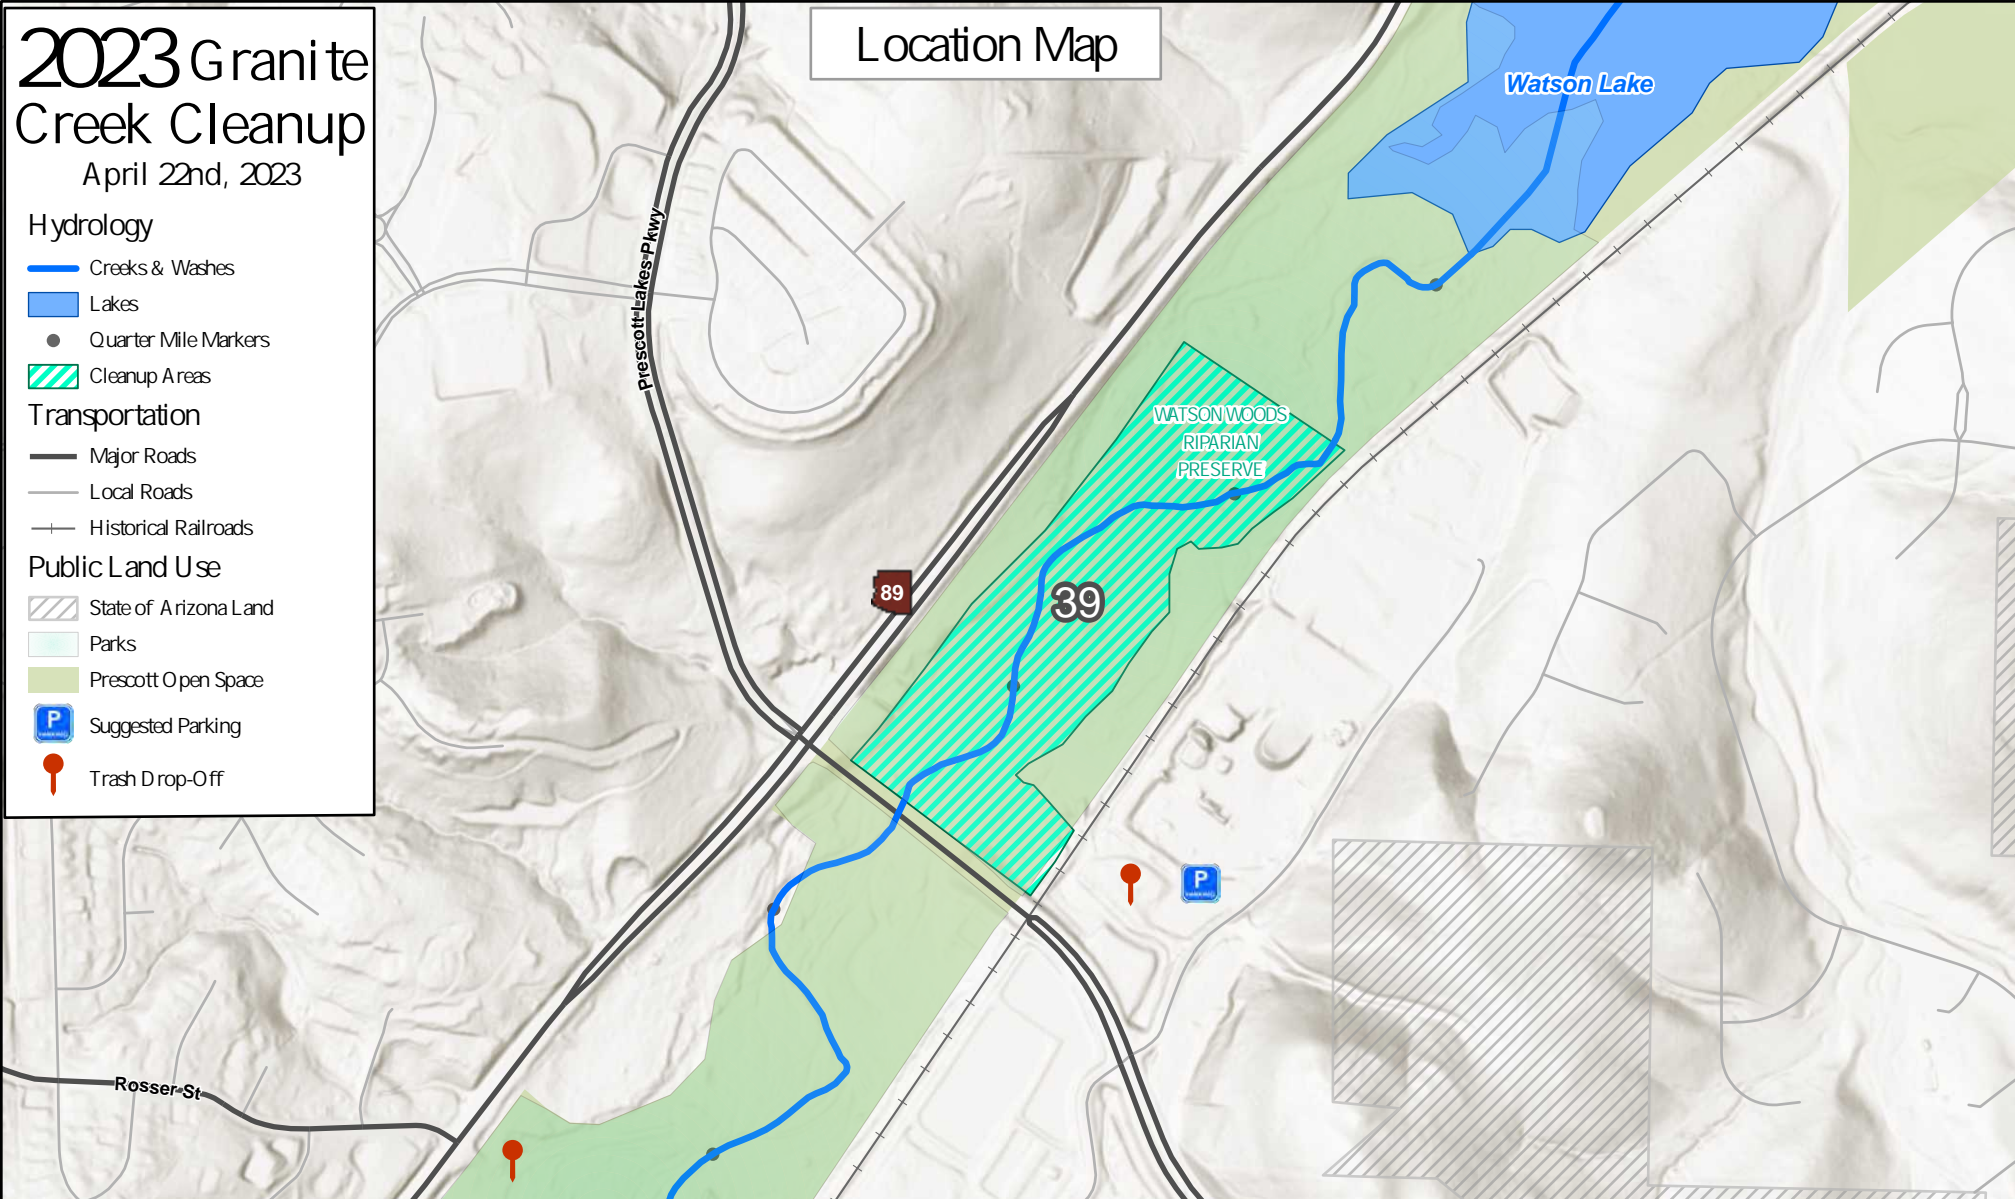 2023 Granite
Creek Cleanup
April 22nd, 2023
Hydrology
Creeks & Washes
Lakes
Quarter Mile Markers
Cleanup Areas
Transportation
Major Roads
Local Roads
Historical Railroads
Public Land Use
State of Arizona Land
Parks
Prescott Open Space
P
Suggested Parking
Trash Drop-Off
Location Map
Watson Lake
Prescott Lakes Pkwy
WATSON WOODS
RIPARIAN
PRESERVE
89
39
P
Rosser St